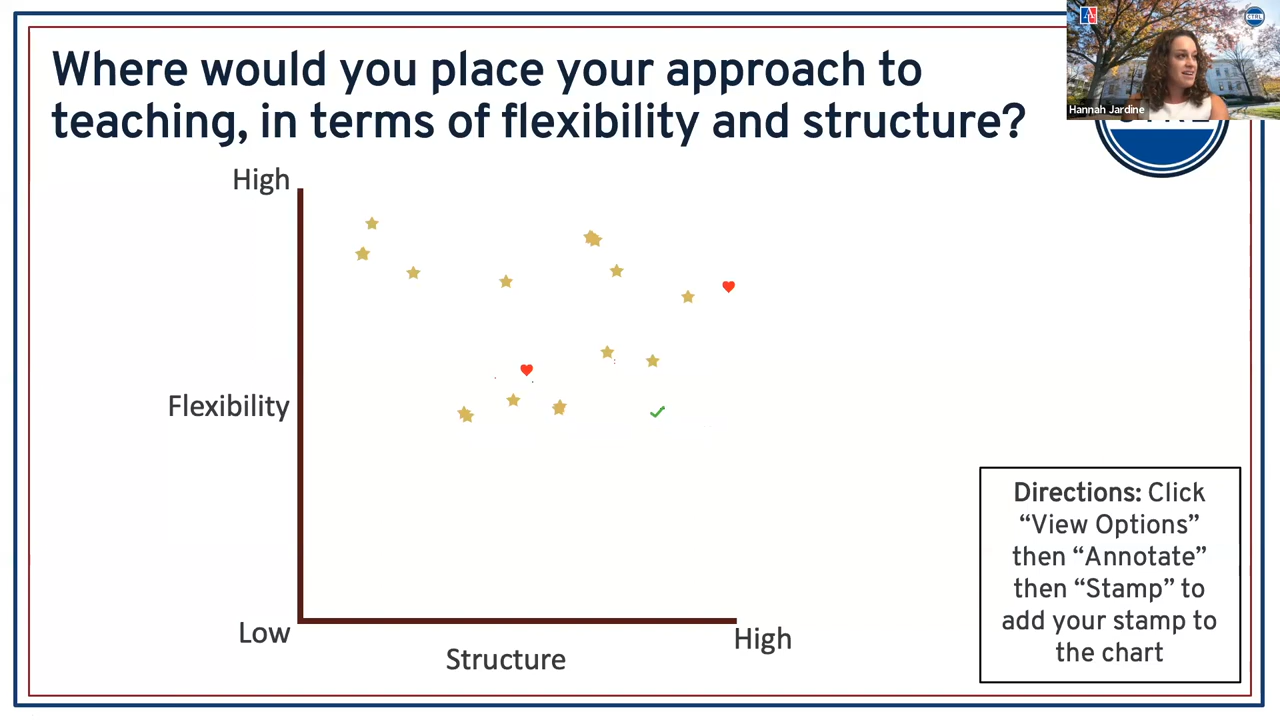 Where would you place your approach to
teaching, in terms of flexibility and structure?
CTRL
Hannah Jardine
High
Flexibility
Low
Structure
High
Directions: Click
“View Options”
then “Annotate”
then “Stamp” to
add your stamp to
the chart